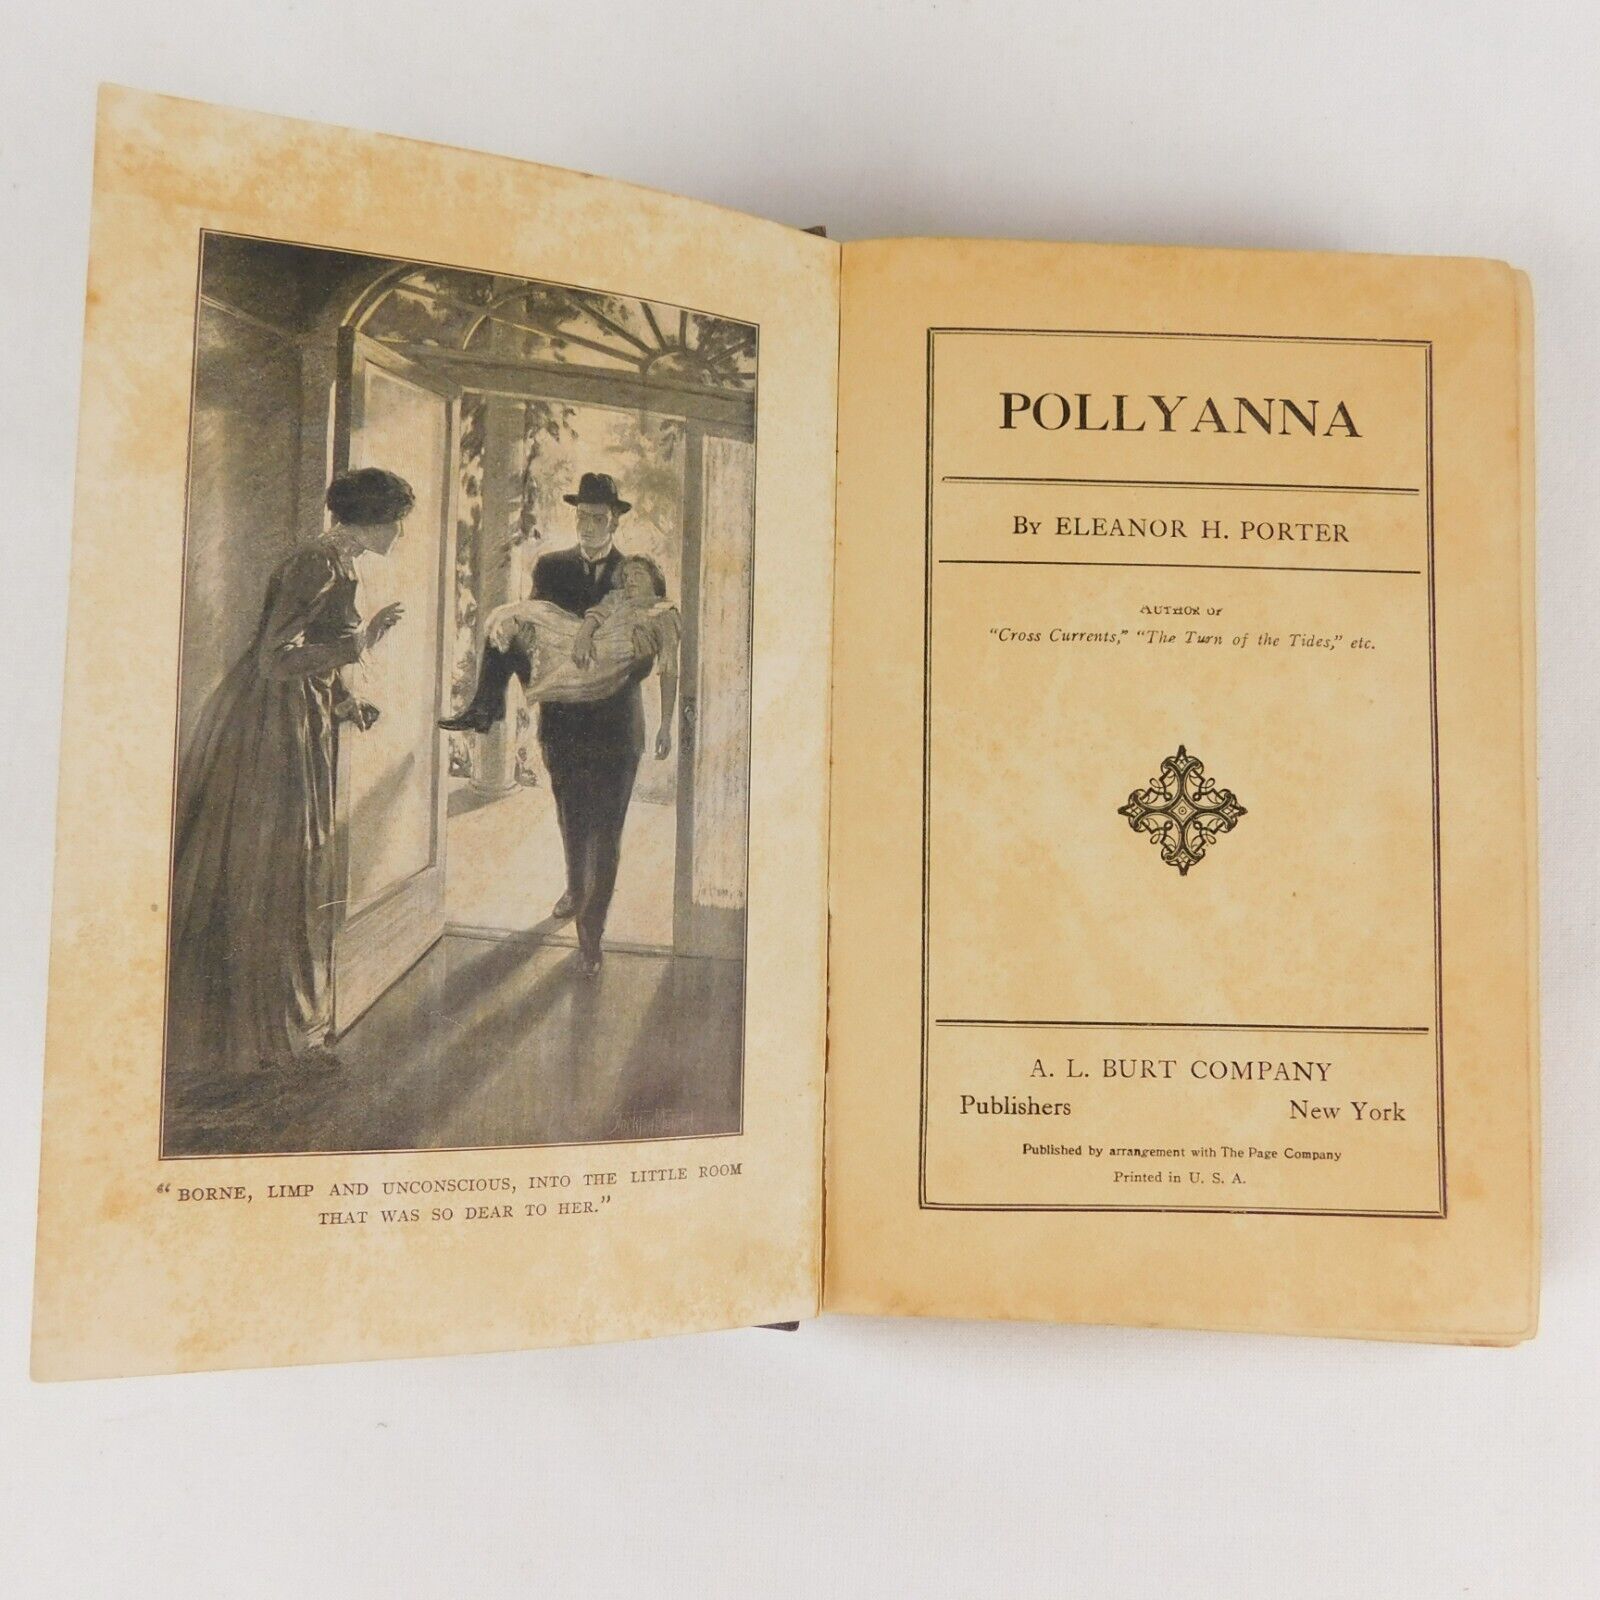 "BORNE, LIMP AND UNCONSCIOUS, INTO THE LITTLE ROOM
THAT WAS SO DEAR TO HER."
POLLYANNA
By ELEANOR H. PORTER
AUTHOR OF
"Cross Currents," "The Turn of the Tides," etc.
A. L. BURT COMPANY
Publishers New York
Published by arrangement with The Page Company
Printed in U. S. A.